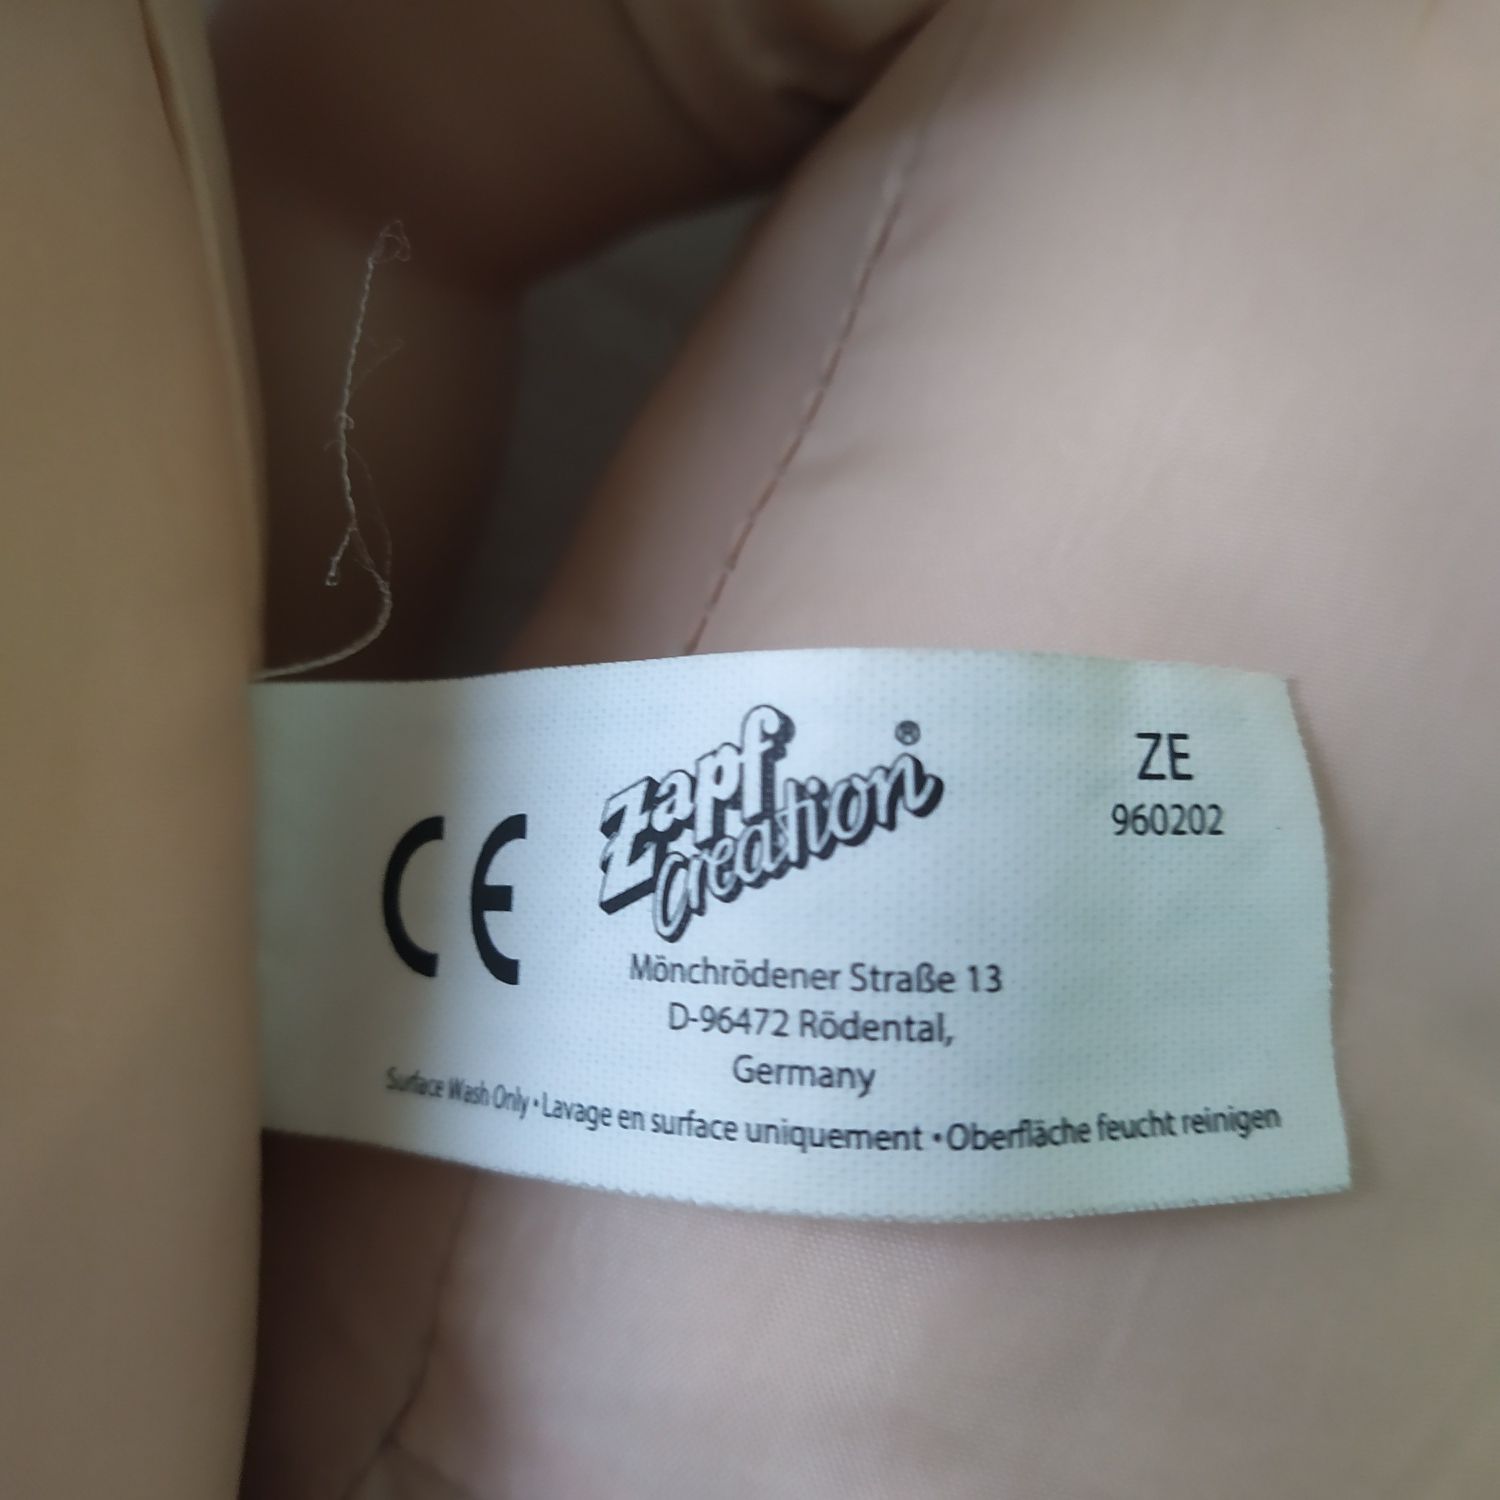 CE
Zapf
creation®
ZE
960202
Mönchrödener Straße 13
D-96472 Rödental,
Germany
Surface Wash Only • Lavage en surface uniquement • Oberfläche feucht reinigen